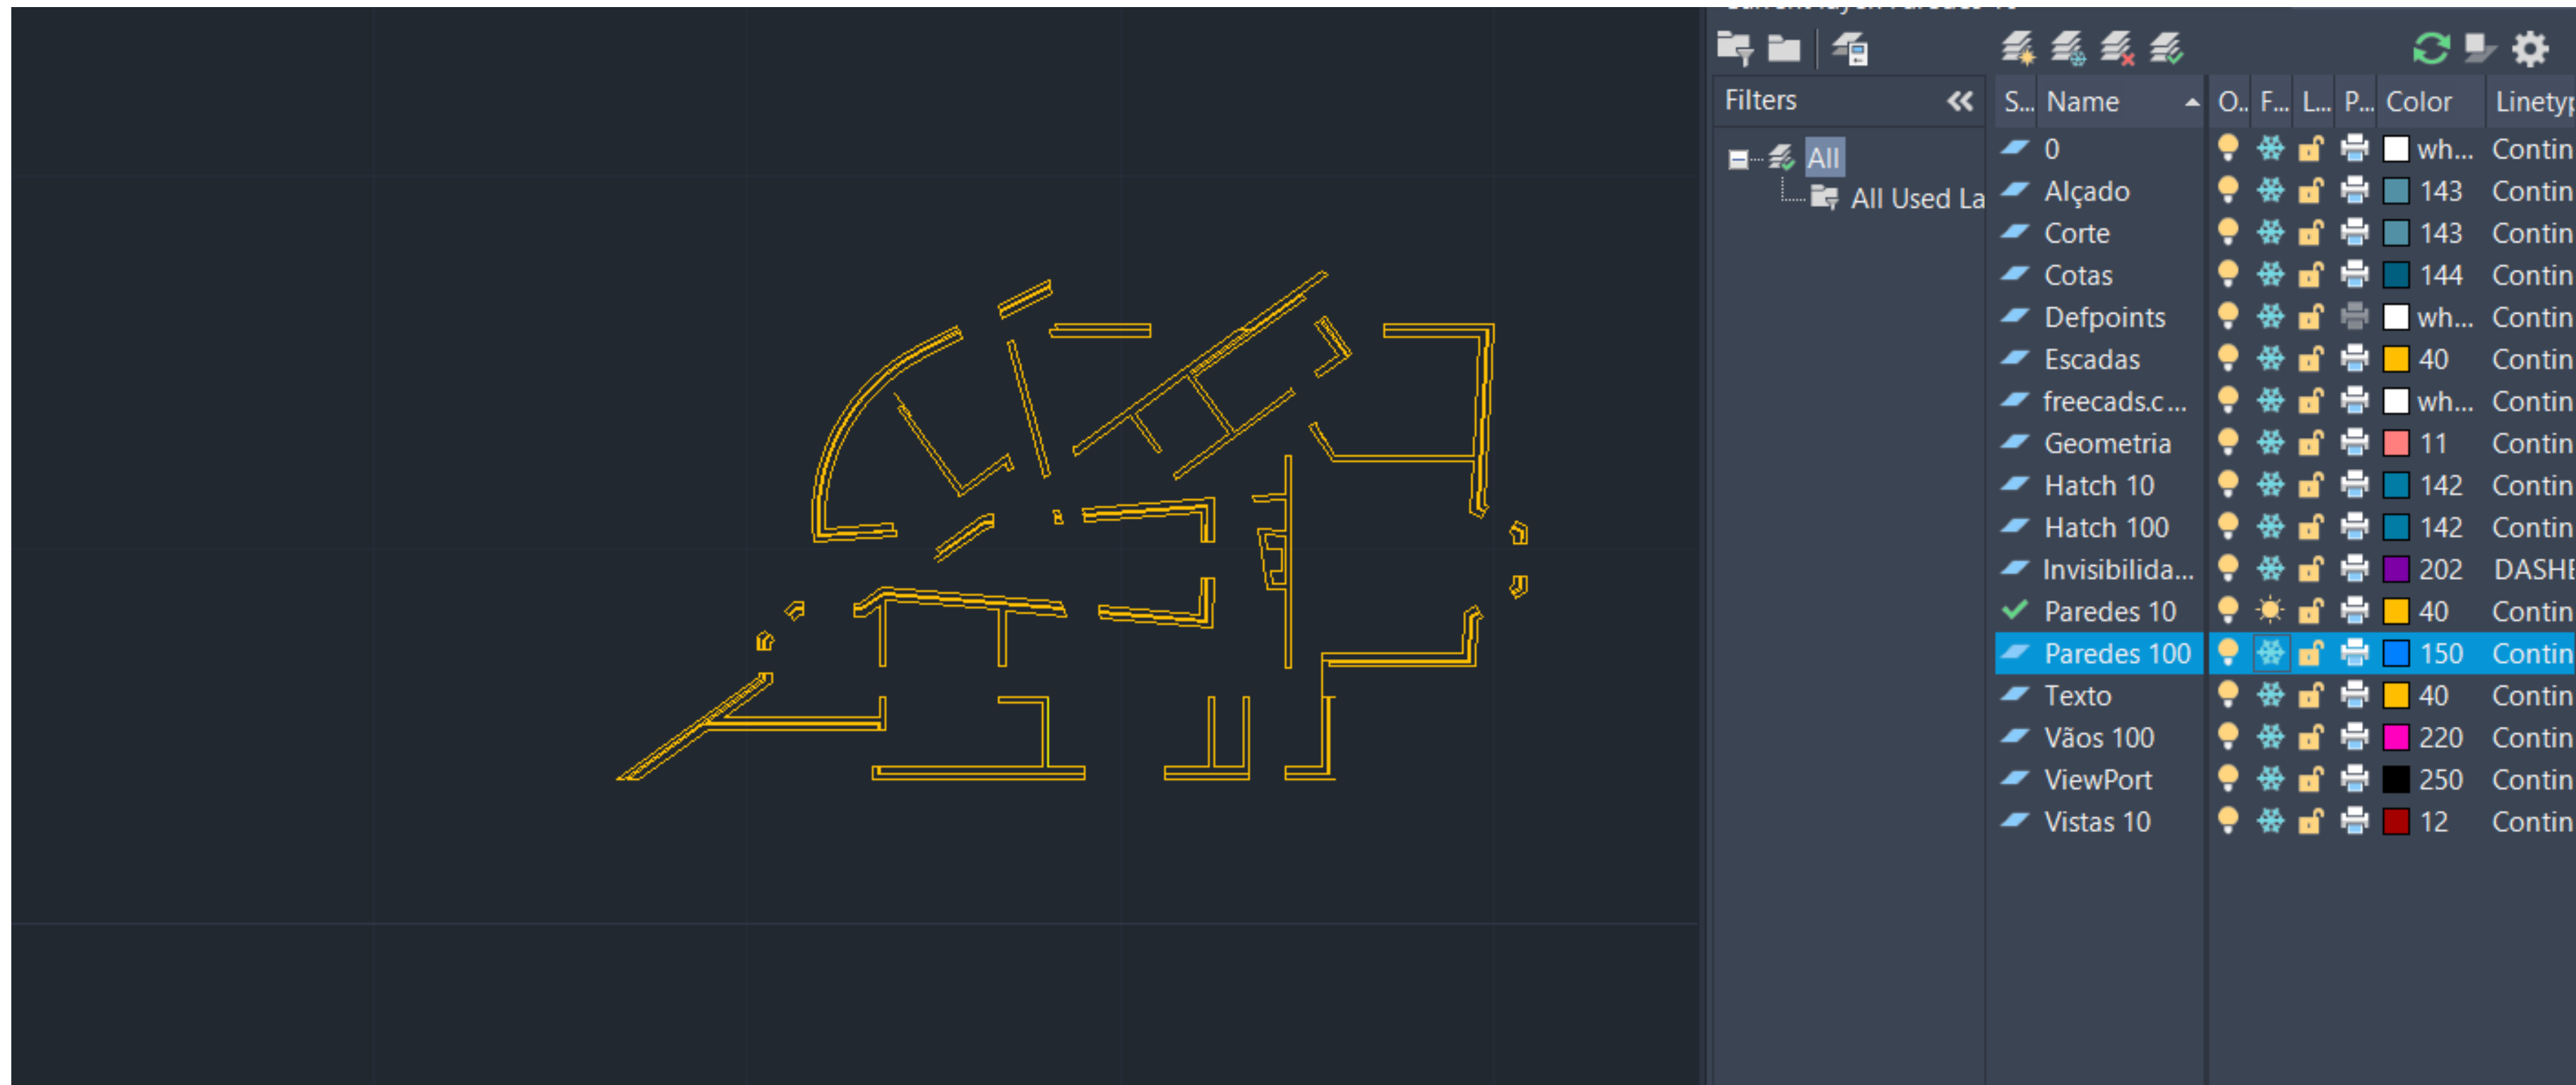 Filters
All
All Used La
S... Name O.. F... L... P... Color Linetyp
0 wh... Contin
Alçado 143 Contin
Corte 143 Contin
Cotas 144 Contin
Defpoints wh... Contin
Escadas 40 Contin
freecads.c... wh... Contin
Geometria 11 Contin
Hatch 10 142 Contin
Hatch 100 142 Contin
Invisibilida... 202 DASHE
Paredes 10 40 Contin
Paredes 100 150 Contin
Texto 40 Contin
Vãos 100 220 Contin
ViewPort 250 Contin
Vistas 10 12 Contin